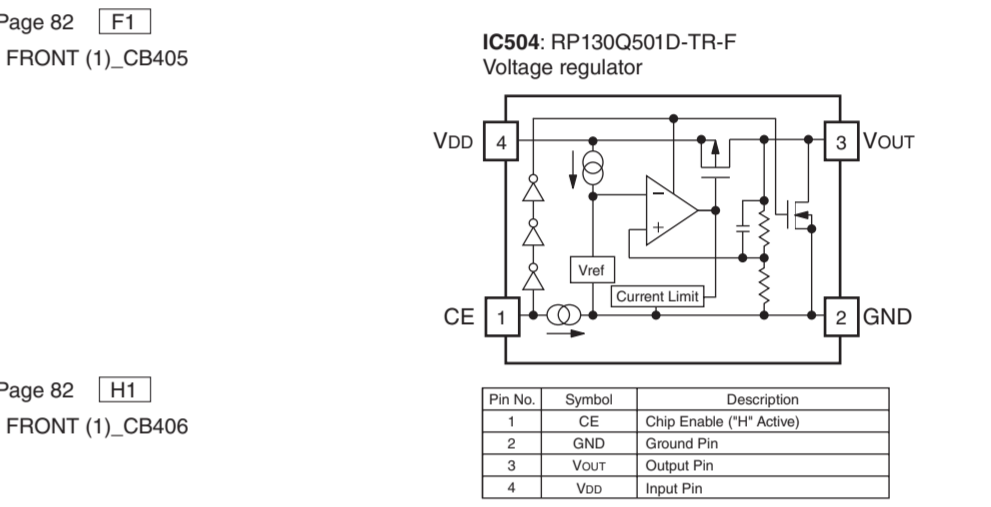 Page 82 F1
FRONT (1)_CB405
IC504: RP130Q501D-TR-F
Voltage regulator
VDD 4
3 VOUT
−
+
Vref
Current Limit
CE 1
2 GND
Page 82 H1
FRONT (1)_CB406
Pin No. Symbol Description
1 CE Chip Enable ("H" Active)
2 GND Ground Pin
3 VOUT Output Pin
4 VDD Input Pin